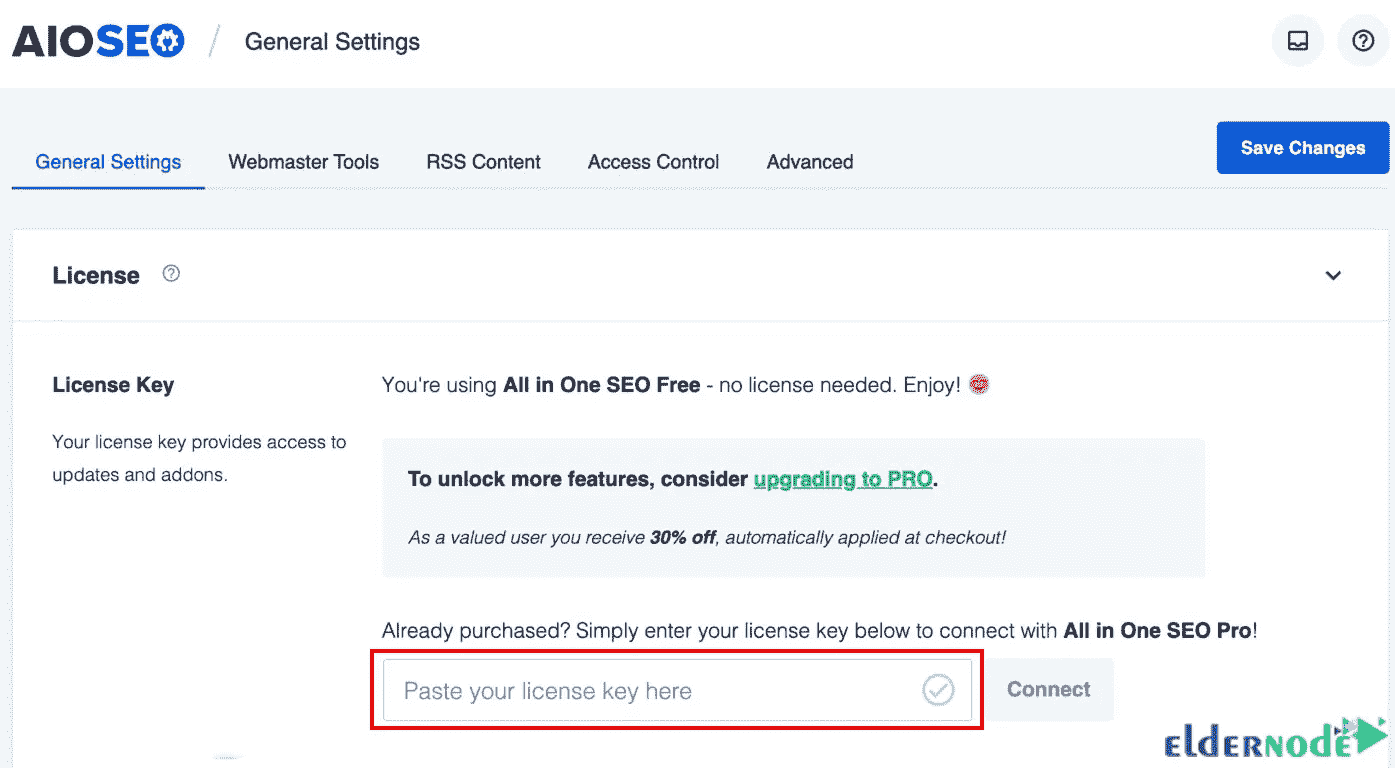 AIOSEO / General Settings
General Settings Webmaster Tools RSS Content Access Control Advanced Save Changes
License
License Key You're using All in One SEO Free - no license needed. Enjoy!
Your license key provides access to
updates and addons.
To unlock more features, consider upgrading to PRO.
As a valued user you receive 30% off, automatically applied at checkout!
Already purchased? Simply enter your license key below to connect with All in One SEO Pro!
Paste your license key here Connect
eldernode